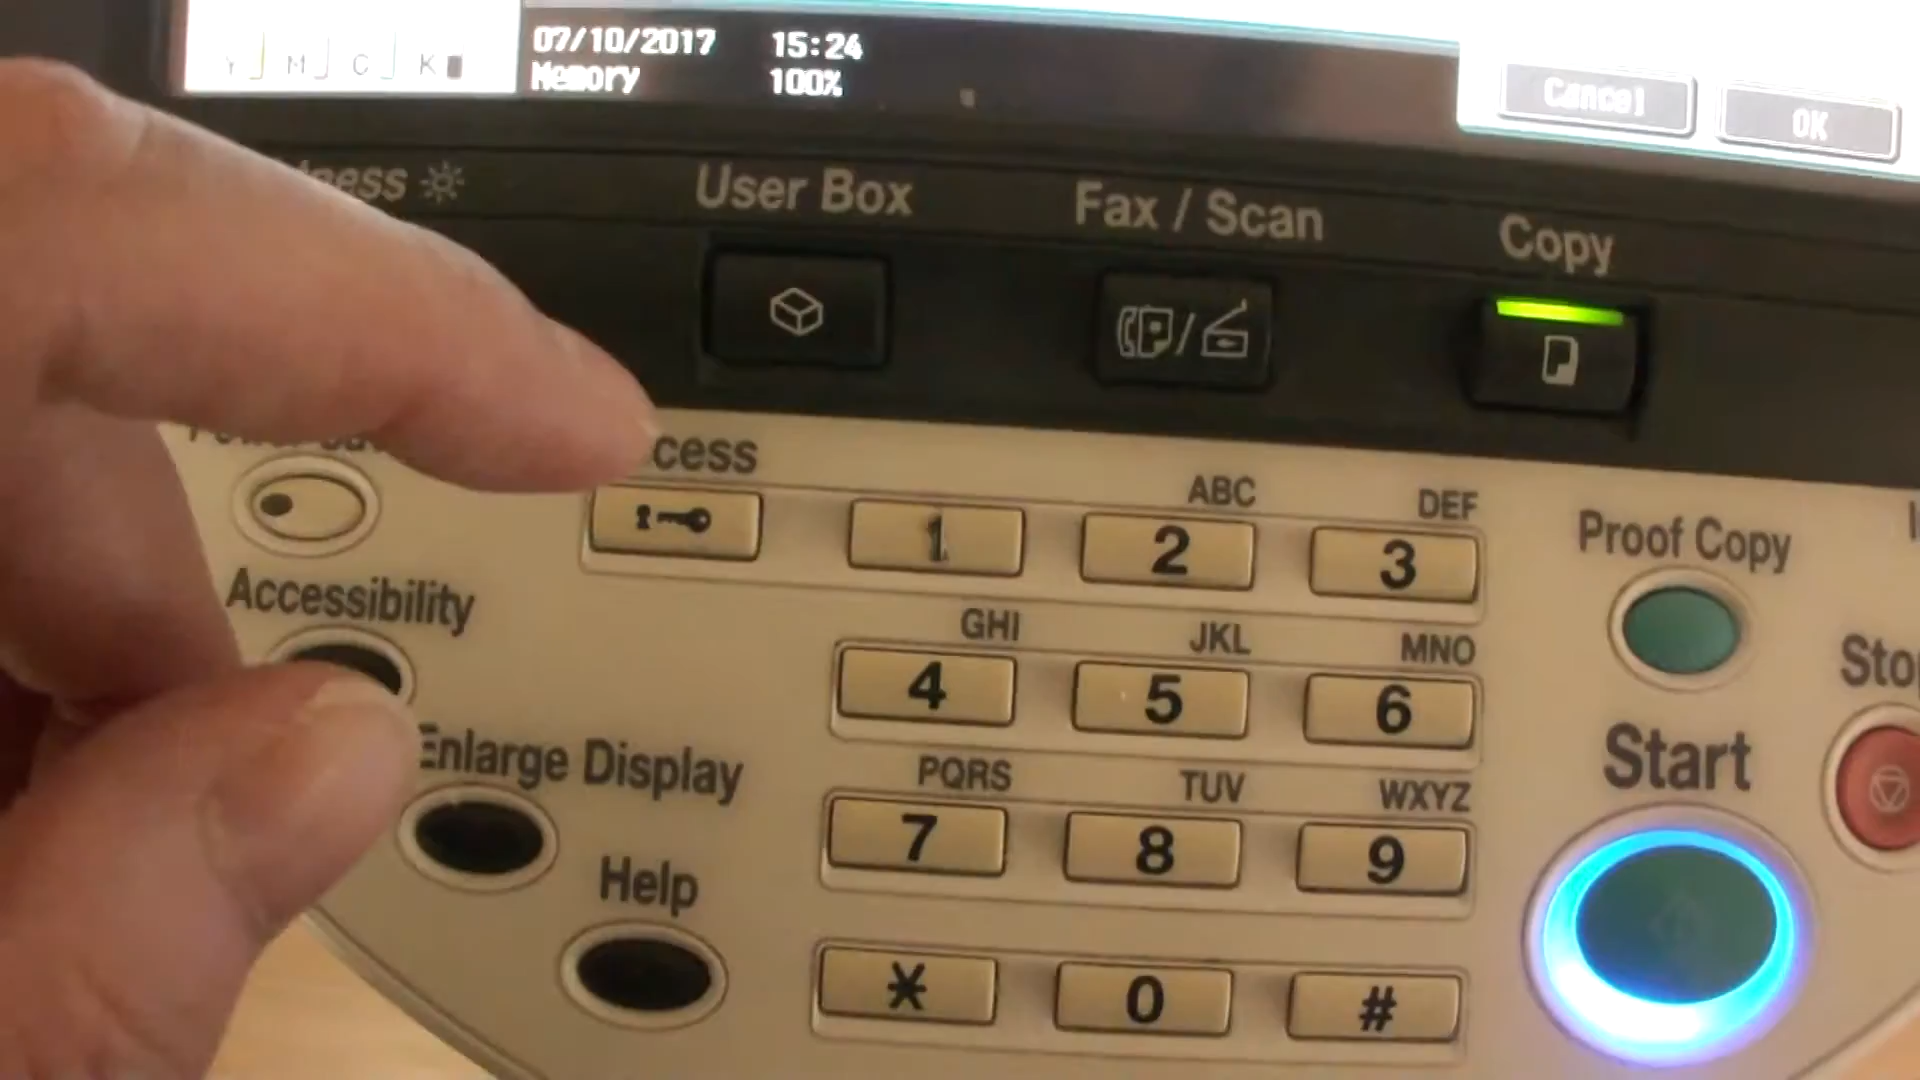 Y M C K
07/10/2017 15:24
Memory 100%
Cancel
OK
User Box
Fax / Scan
Copy
1
ABC
2
DEF
3
Proof Copy
Accessibility
GHI
4
JKL
5
MNO
6
Enlarge Display
Start
PQRS
7
TUV
8
WXYZ
9
Help
*
0
#